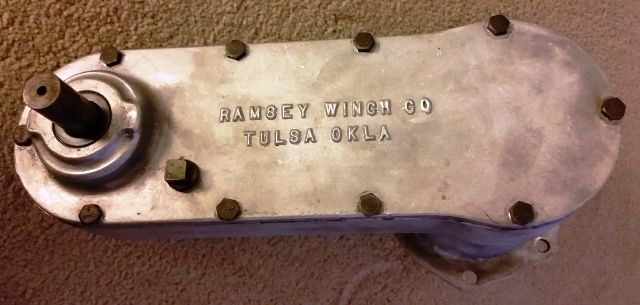 RAMSEY WINCH CO
TULSA OKLA